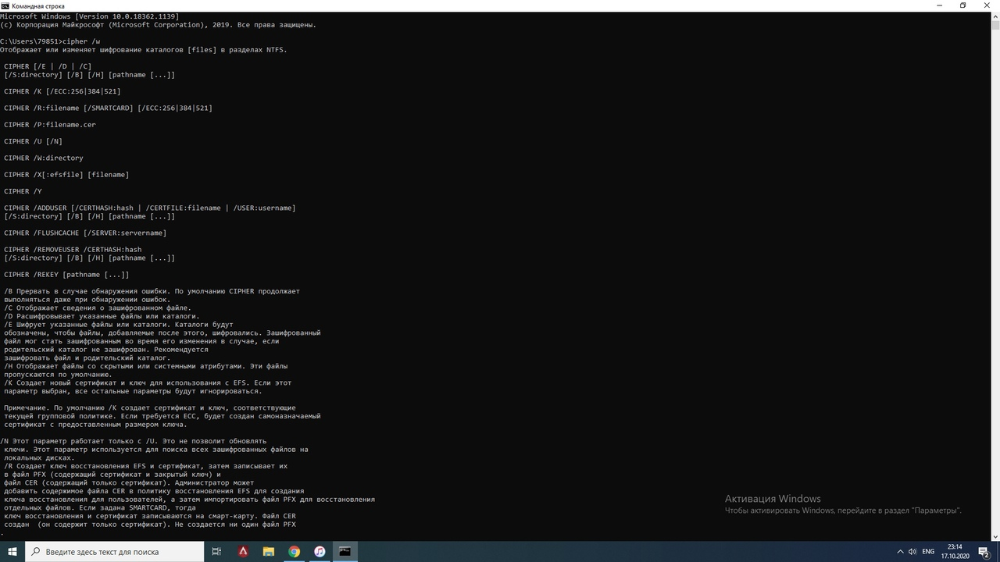 Командная строка
Microsoft Windows [Version 10.0.18362.1139]
(c) Корпорация Майкрософт (Microsoft Corporation), 2019. Все права защищены.
C:\Users\79851>cipher /w
Отображает или изменяет шифрование каталогов [files] в разделах NTFS.
CIPHER [/E | /D | /C]
[/S:directory] [/B] [/H] [pathname [...]]
CIPHER /K [/ECC:256|384|521]
CIPHER /R:filename [/SMARTCARD] [/ECC:256|384|521]
CIPHER /P:filename.cer
CIPHER /U [/N]
CIPHER /W:directory
CIPHER /X[:efsfile] [filename]
CIPHER /Y
CIPHER /ADDUSER [/CERTHASH:hash | /CERTFILE:filename | /USER:username]
[/S:directory] [/B] [/H] [pathname [...]]
CIPHER /FLUSHCACHE [/SERVER:servername]
CIPHER /REMOVEUSER /CERTHASH:hash
[/S:directory] [/B] [/H] [pathname [...]]
CIPHER /REKEY [pathname [...]]
/B Прервать в случае обнаружения ошибки. По умолчанию CIPHER продолжает
выполняться даже при обнаружении ошибок.
/C Отображает сведения о зашифрованном файле.
/D Расшифровывает указанные файлы или каталоги.
/E Шифрует указанные файлы или каталоги. Каталоги будут
обозначены, чтобы файлы, добавляемые после этого, шифровались. Зашифрованный
файл мог стать зашифрованным во время его изменения в случае, если
родительский каталог не зашифрован. Рекомендуется
зашифровать файл и родительский каталог.
/H Отображает файлы со скрытыми или системными атрибутами. Эти файлы
пропускаются по умолчанию.
/K Создает новый сертификат и ключ для использования с EFS. Если этот
параметр выбран, все остальные параметры будут игнорироваться.
Примечание. По умолчанию /K создает сертификат и ключ, соответствующие
текущей групповой политике. Если требуется ECC, будет создан самоназначаемый
сертификат с предоставленным размером ключа.
/N Этот параметр работает только с /U. Это не позволит обновлять
ключи. Этот параметр используется для поиска всех зашифрованных файлов на
локальных дисках.
/R Создает ключ восстановления EFS и сертификат, затем записывает их
в файл PFX (содержащий сертификат и закрытый ключ) и
файл CER (содержащий только сертификат). Администратор может
добавить содержимое файла CER в политику восстановления EFS для создания
ключа восстановления для пользователей, а затем импортировать файл PFX для восстановления
отдельных файлов. Если задана SMARTCARD, тогда
ключ восстановления и сертификат записываются на смарт-карту. Файл CER
создан  (он содержит только сертификат). Не создается ни один файл PFX
.
Активация Windows
Чтобы активировать Windows, перейдите в раздел "Параметры".
Введите здесь текст для поиска
ENG
23:14
17.10.2020
2